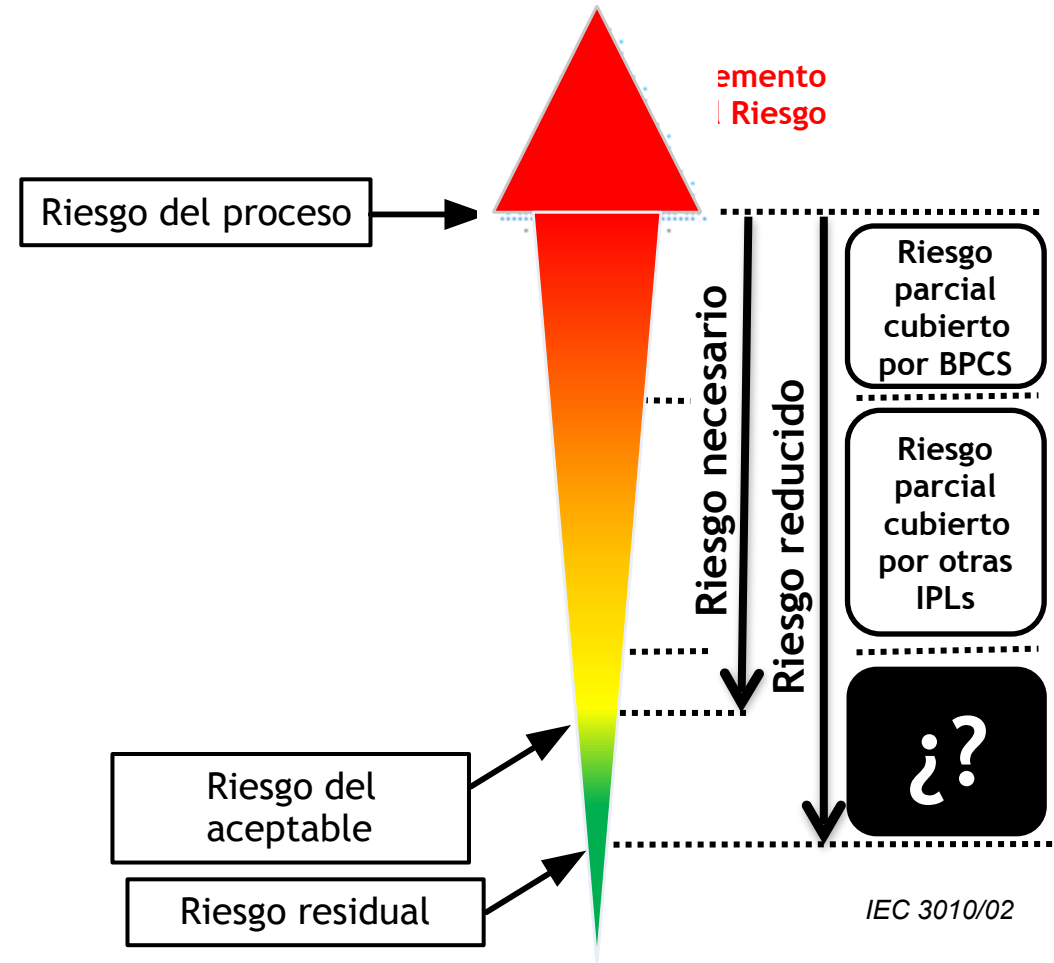 emento
Riesgo
Riesgo del proceso
Riesgo
parcial
cubierto
por BPCS
Riesgo necesario
Riesgo reducido
Riesgo
parcial
cubierto
por otras
IPLs
¿?
Riesgo del
aceptable
Riesgo residual
IEC 3010/02